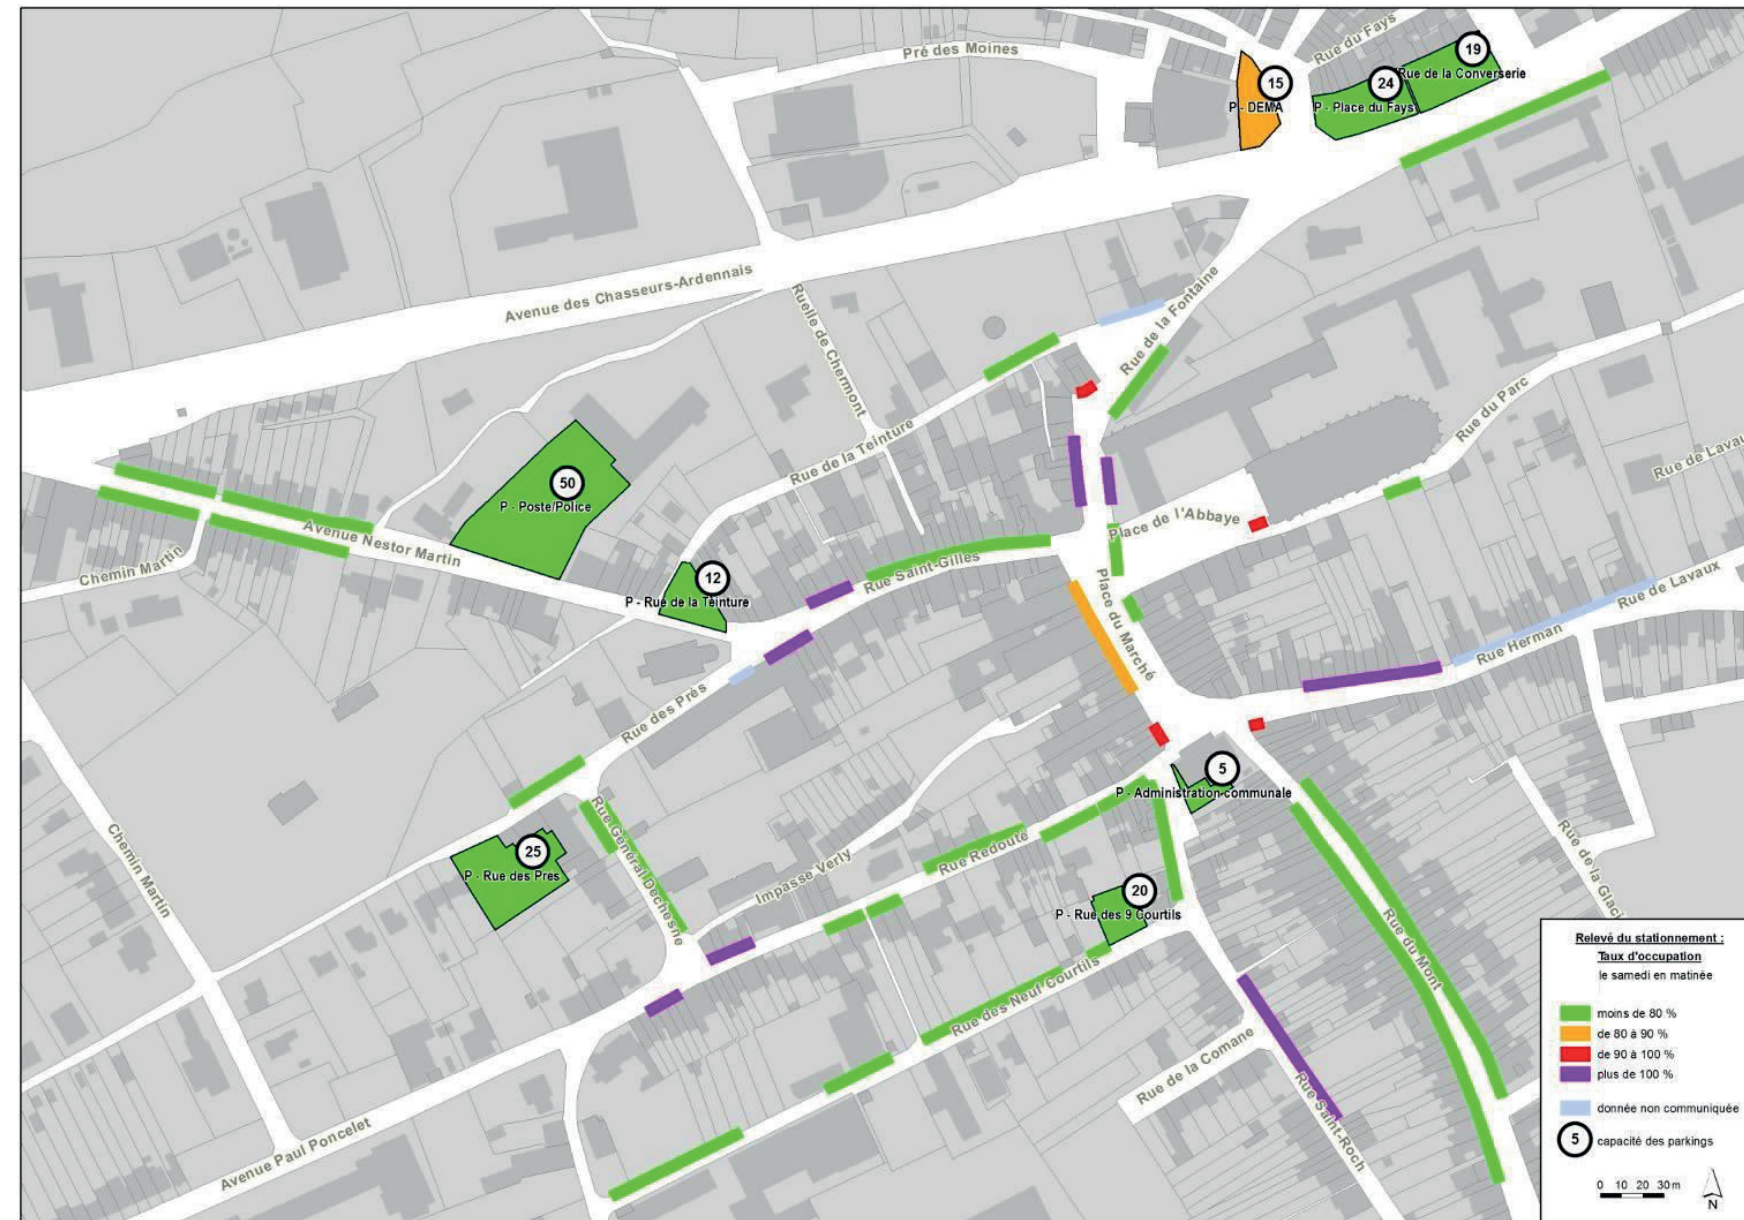 Pré des Moines
Rue du Fays
19
Rue de la Converserie
15
P - DEMA
24
P - Place du Fays
Avenue des Chasseurs-Ardennais
Ruelle de Chermont
Rue de la Fontaine
Rue du Parc
Rue de la Teinture
Rue de Lavaux
50
P - Poste/Police
Place de l'Abbaye
Avenue Nestor Martin
Chemin Martin
Rue Saint-Gilles
12
P - Rue de la Teinture
Place du Marché
Rue de Lavaux
Rue Herman
Rue des Prés
5
P - Administration communale
Chemin Martin
Rue Général Dechesne
25
P - Rue des Pres
Impasse Verly
Rue Redouté
20
P - Rue des 9 Courtils
Rue du Mont
Rue des Neuf Courtils
Rue de la Comane
Rue Saint-Roch
Avenue Paul Poncelet
Relevé du stationnement :
Taux d'occupation
le samedi en matinée
moins de 80 %
de 80 à 90 %
de 90 à 100 %
plus de 100 %
donnée non communiquée
5
capacité des parkings
0 10 20 30 m
N